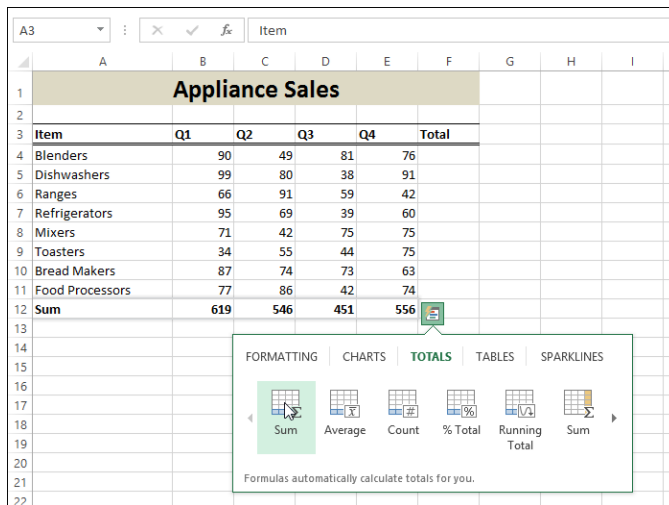 A3 fx Item
A B C D E F G H I
1 Appliance Sales
2
3 Item Q1 Q2 Q3 Q4 Total
4 Blenders 90 49 81 76
5 Dishwashers 99 80 38 91
6 Ranges 66 91 59 42
7 Refrigerators 95 69 39 60
8 Mixers 71 42 75 75
9 Toasters 34 55 44 75
10 Bread Makers 87 74 73 63
11 Food Processors 77 86 42 74
12 Sum 619 546 451 556
13
14
FORMATTING CHARTS TOTALS TABLES SPARKLINES
15
16
17
18
Sum Average Count % Total Running Sum
19
Total
20
21
Formulas automatically calculate totals for you.
22